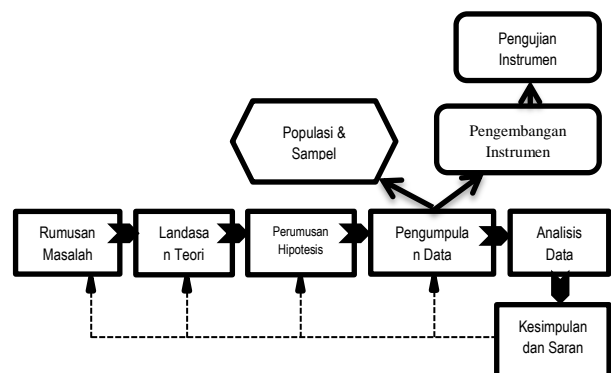 Pengujian
Instrumen
Populasi &
Sampel
Pengembangan
Instrumen
Rumusan
Masalah
Landasa
n Teori
Perumusan
Hipotesis
Pengumpula
n Data
Analisis
Data
Kesimpulan
dan Saran